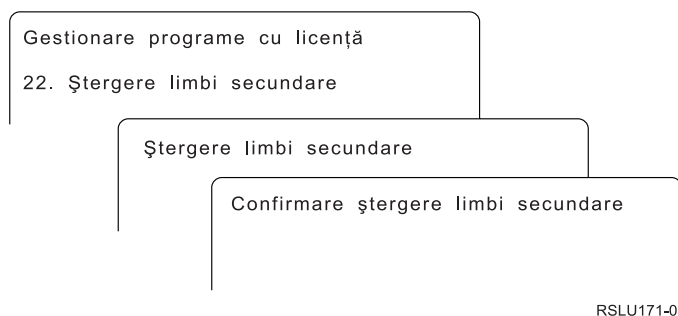 Gestionare programe cu licență
22. Ştergere limbi secundare
Ştergere limbi secundare
Confirmare ştergere limbi secundare
RSLU171-0